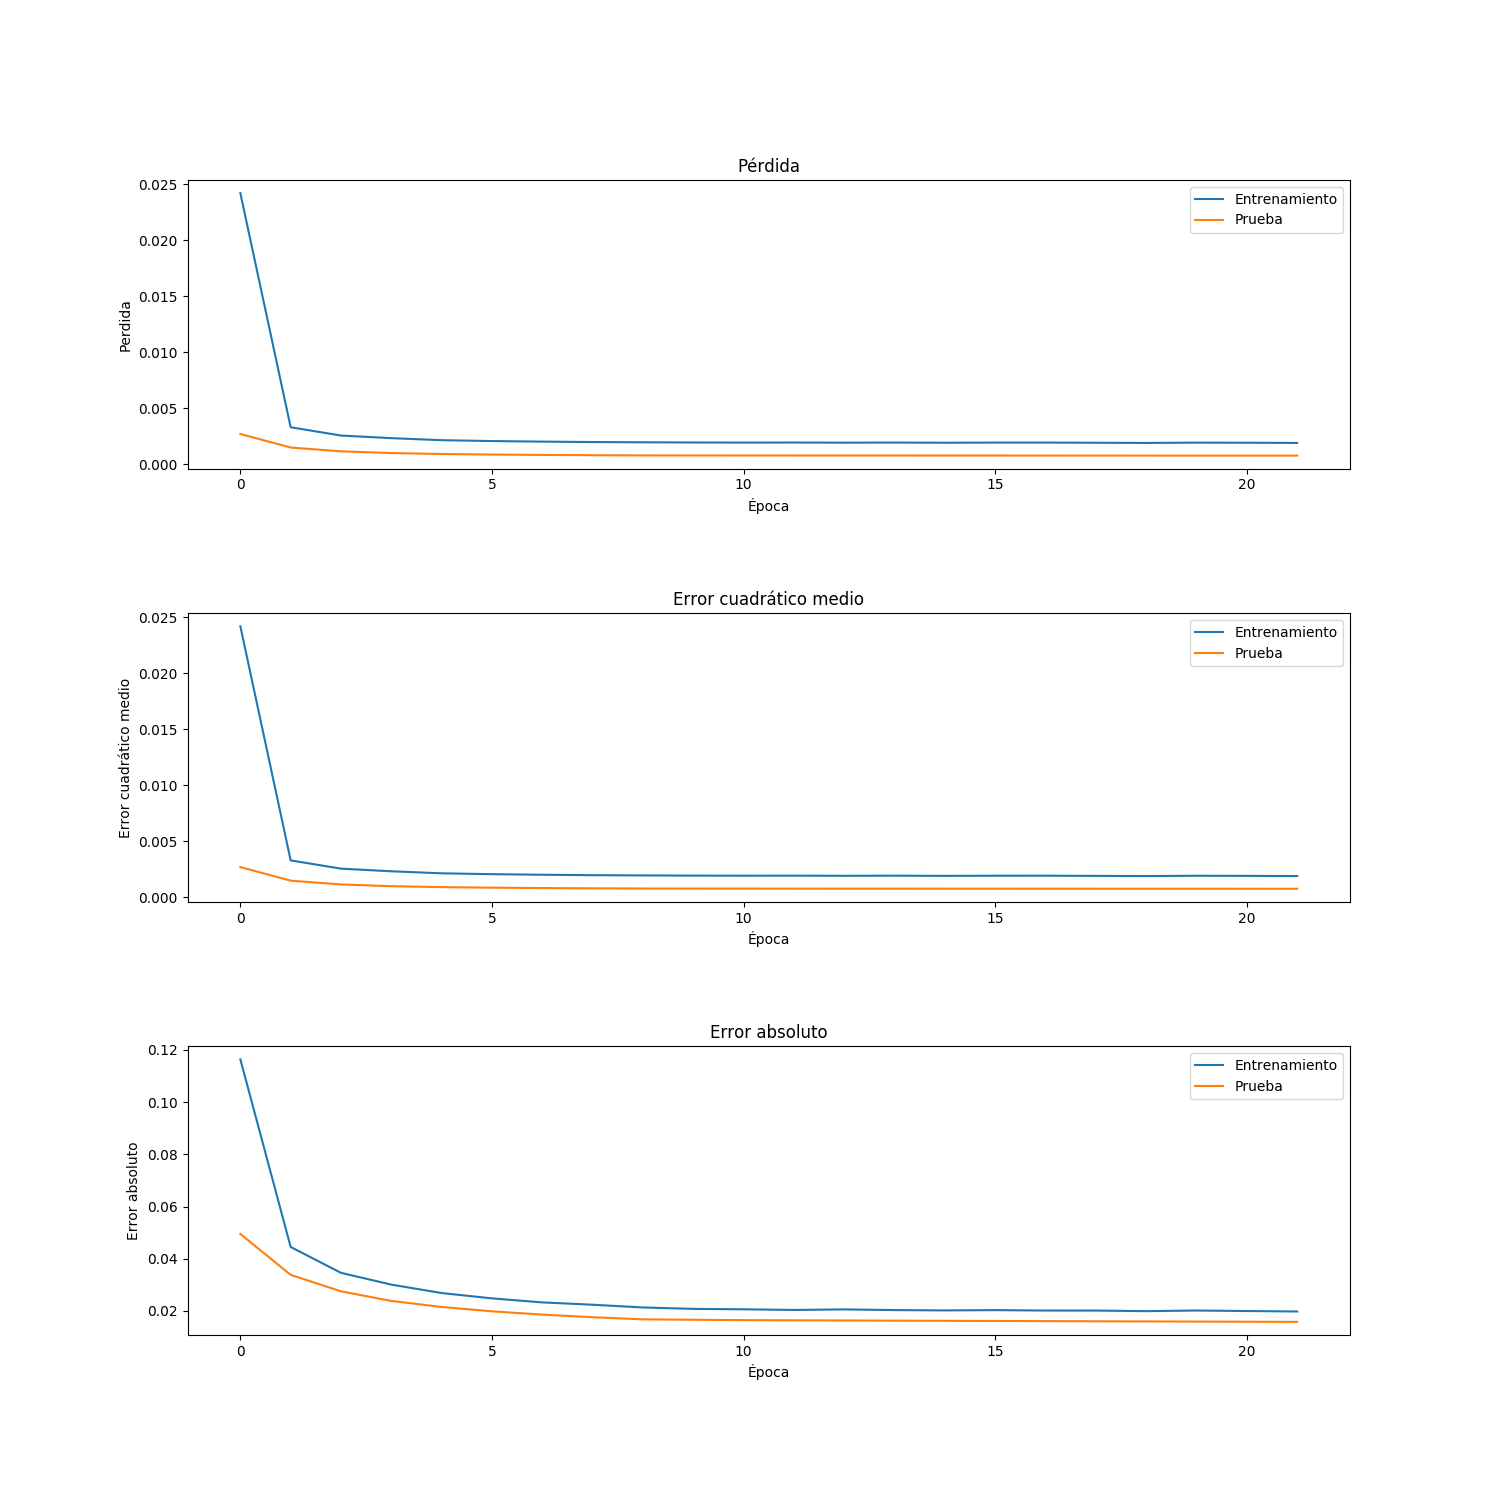 Pérdida
0.025
0.020
0.015
0.010
0.005
0.000
Perdida
Entrenamiento
Prueba
0 5 10 15 20
Época
Error cuadrático medio
0.025
0.020
0.015
0.010
0.005
0.000
Error cuadrático medio
Entrenamiento
Prueba
0 5 10 15 20
Época
Error absoluto
0.12
0.10
0.08
0.06
0.04
0.02
Error absoluto
Entrenamiento
Prueba
0 5 10 15 20
Época